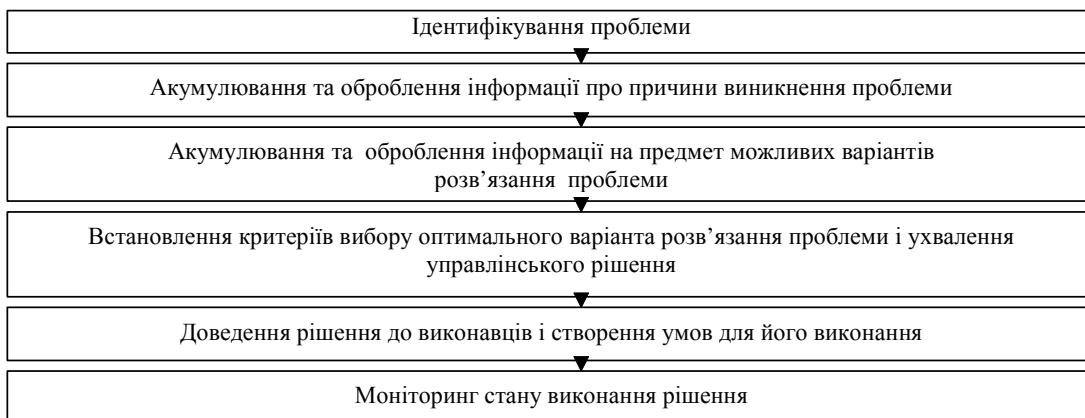 Ідентифікування проблеми
Акумулювання та оброблення інформації про причини виникнення проблеми
Акумулювання та оброблення інформації на предмет можливих варіантів
розв’язання проблеми
Встановлення критеріїв вибору оптимального варіанта розв’язання проблеми і ухвалення
управлінського рішення
Доведення рішення до виконавців і створення умов для його виконання
Моніторинг стану виконання рішення